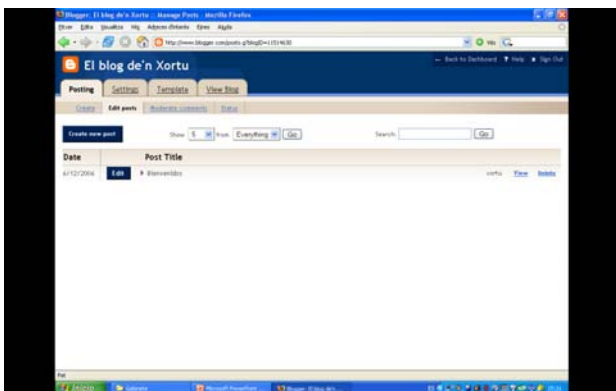 Blogger: El blog de'n Xortu :: Manage Posts - Mozilla Firefox
El blog de'n Xortu
← Back to Dashboard ? Help Sign Out
Posting Settings Template View Blog
Create Edit posts Moderate comments Status
Create new post Show 5 from Everything Go Search: Go
Date Post Title
6/12/2006 Edit Bienvenidos xortu View Delete
Inicio Microsoft PowerPoint